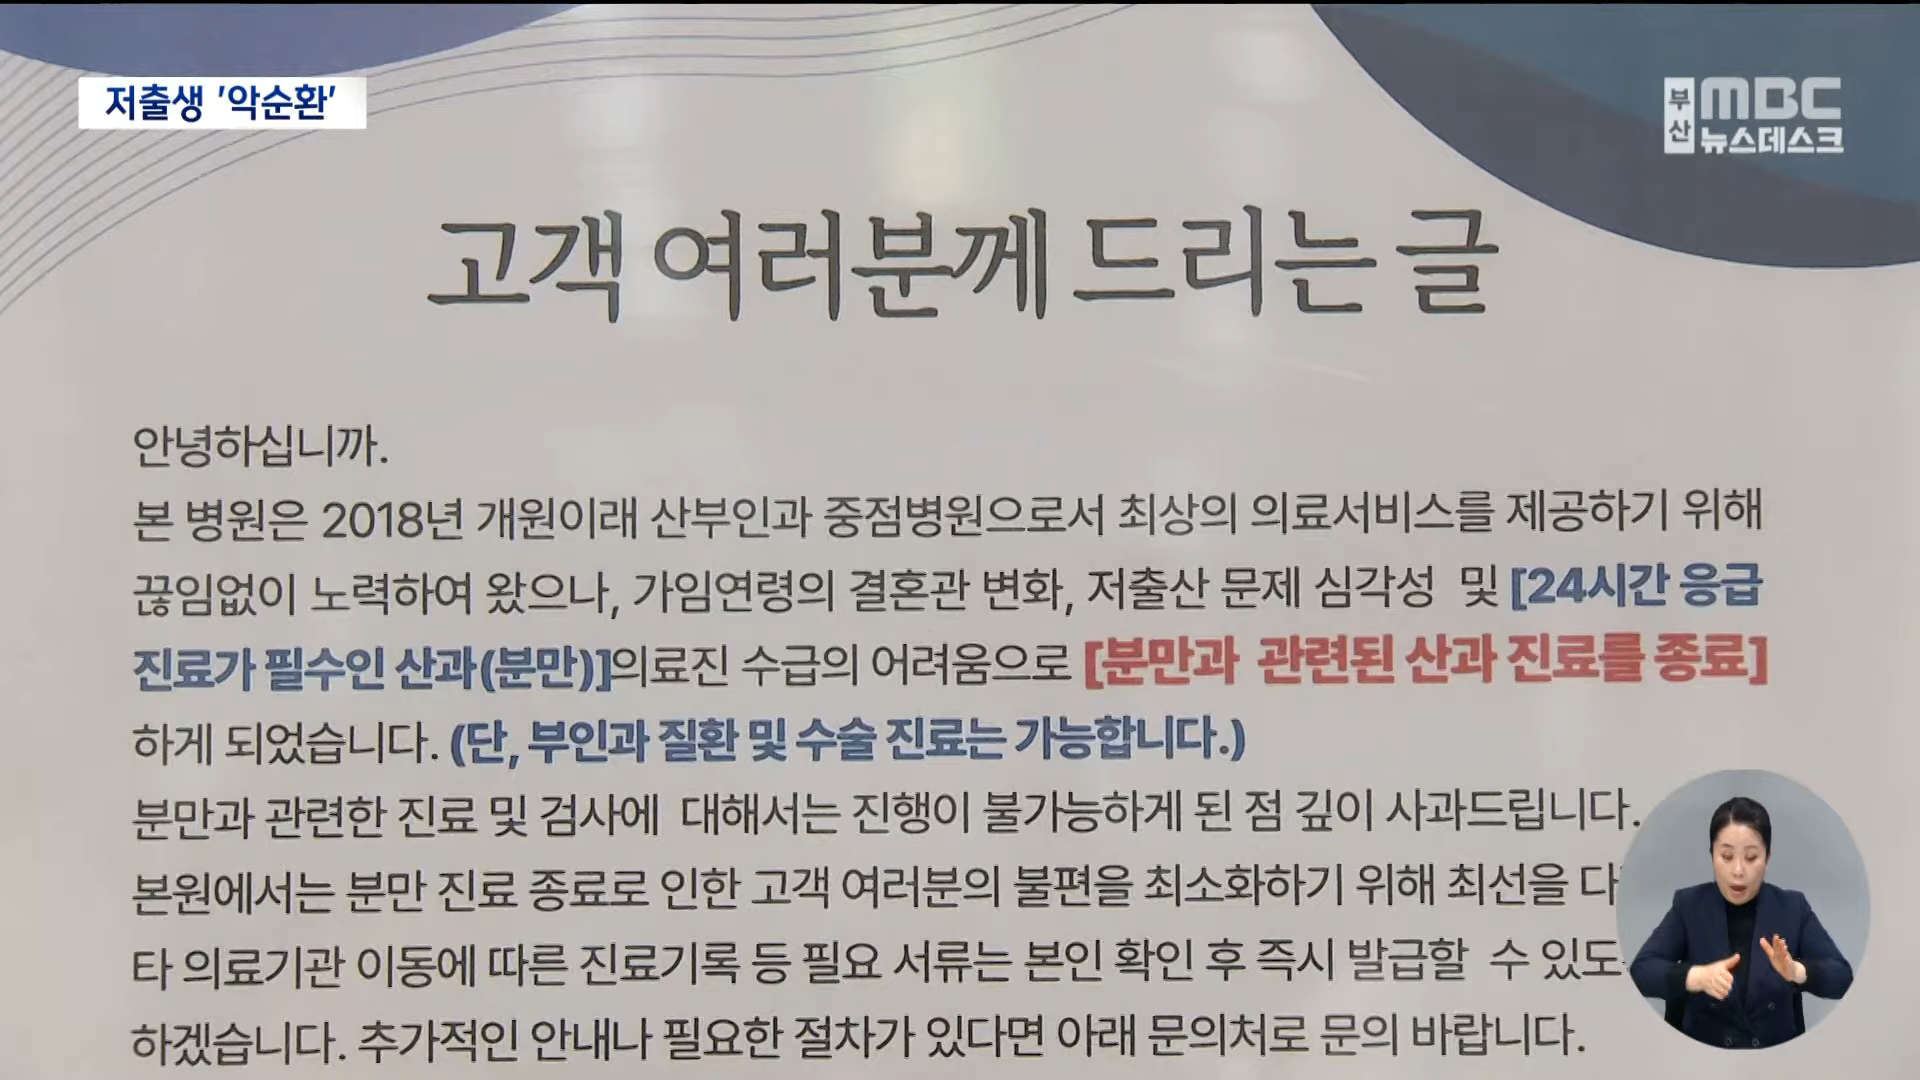 저출생 '악순환'
부산 MBC
뉴스데스크
고객 여러분께 드리는 글
안녕하십니까.
본 병원은 2018년 개원이래 산부인과 중점병원으로서 최상의 의료서비스를 제공하기 위해
끊임없이 노력하여 왔으나, 가임연령의 결혼관 변화, 저출산 문제 심각성 및 [24시간 응급
진료가 필수인 산과(분만)]의료진 수급의 어려움으로 [분만과 관련된 산과 진료를 종료]
하게 되었습니다. (단, 부인과 질환 및 수술 진료는 가능합니다.)
분만과 관련한 진료 및 검사에 대해서는 진행이 불가능하게 된 점 깊이 사과드립니다.
본원에서는 분만 진료 종료로 인한 고객 여러분의 불편을 최소화하기 위해 최선을
타 의료기관 이동에 따른 진료기록 등 필요 서류는 본인 확인 후 즉시 발급할 수
하겠습니다. 추가적인 안내나 필요한 절차가 있다면 아래 문의처로 문의 바랍니다.